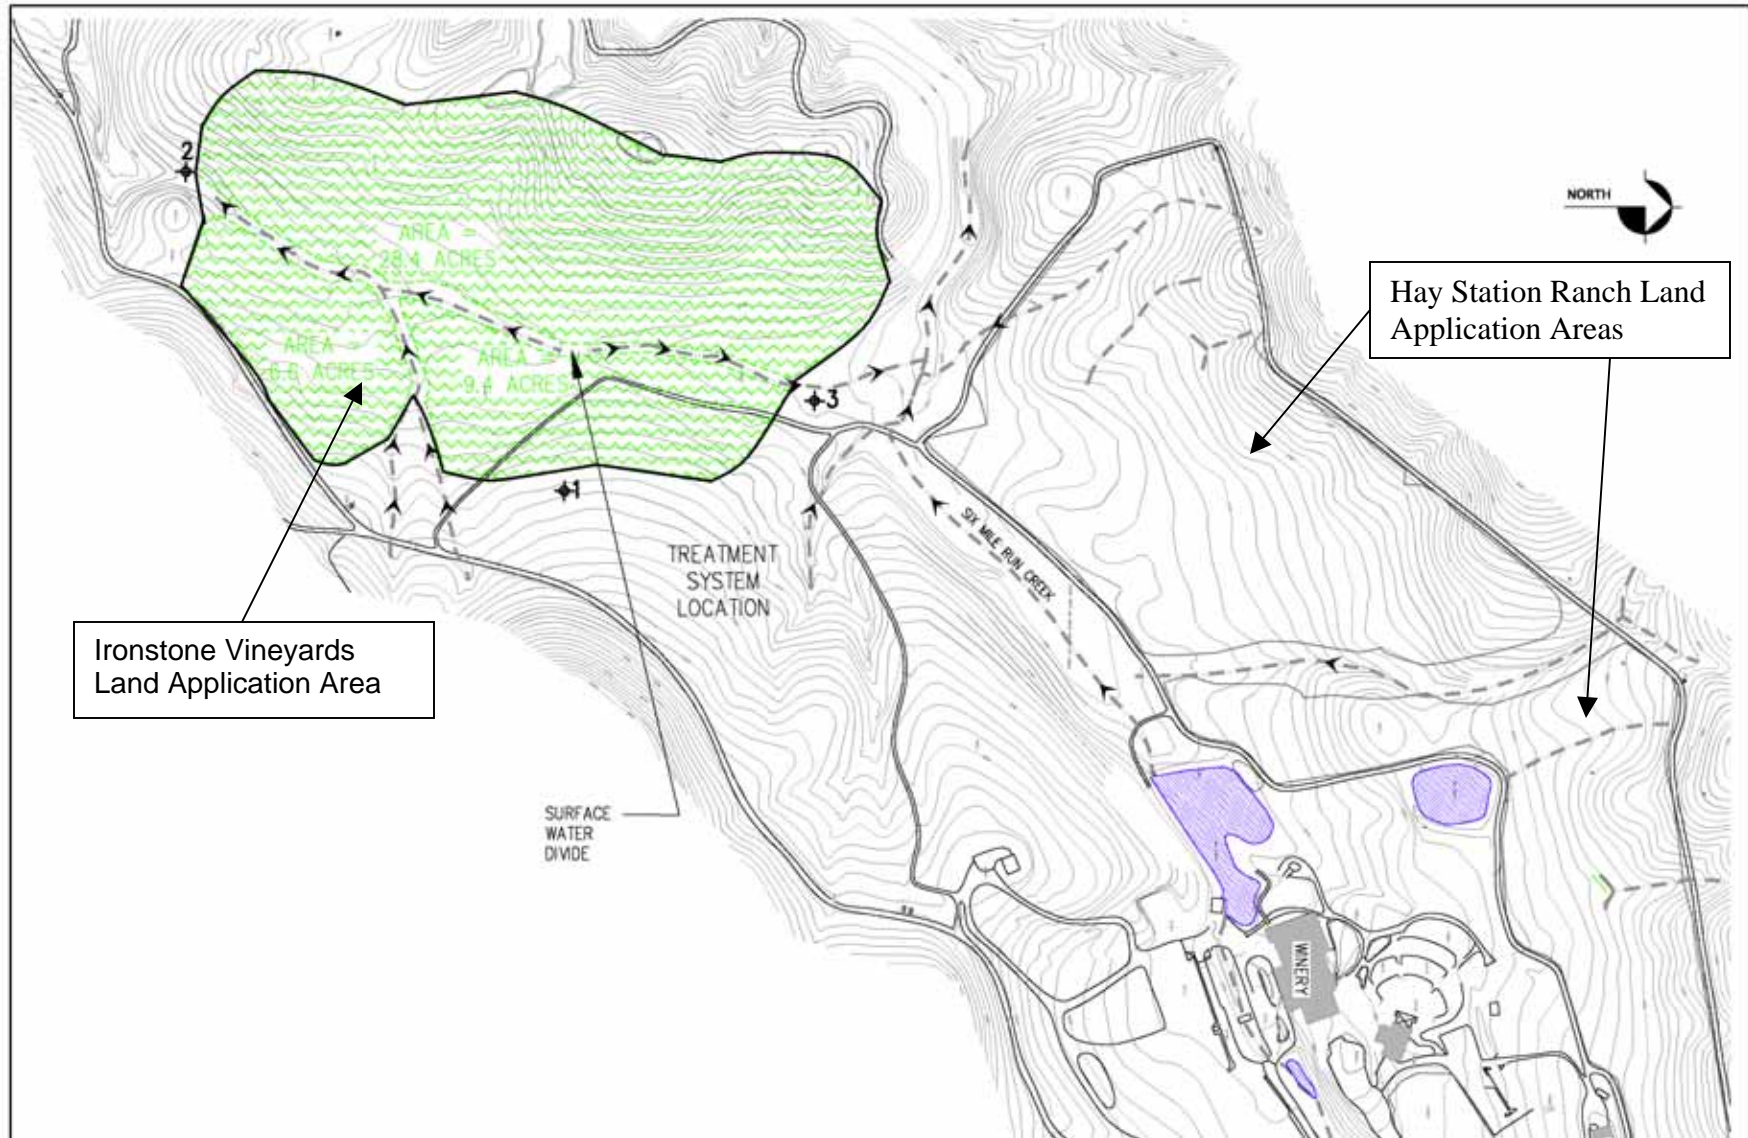 2
NORTH
AREA =
28.4 ACRES
Hay Station Ranch Land
Application Areas
AREA =
6.6 ACRES
AREA =
9.4 ACRES
3
1
SIX MILE RUN CREEK
TREATMENT
SYSTEM
LOCATION
Ironstone Vineyards
Land Application Area
SURFACE
WATER
DIVIDE
WINERY